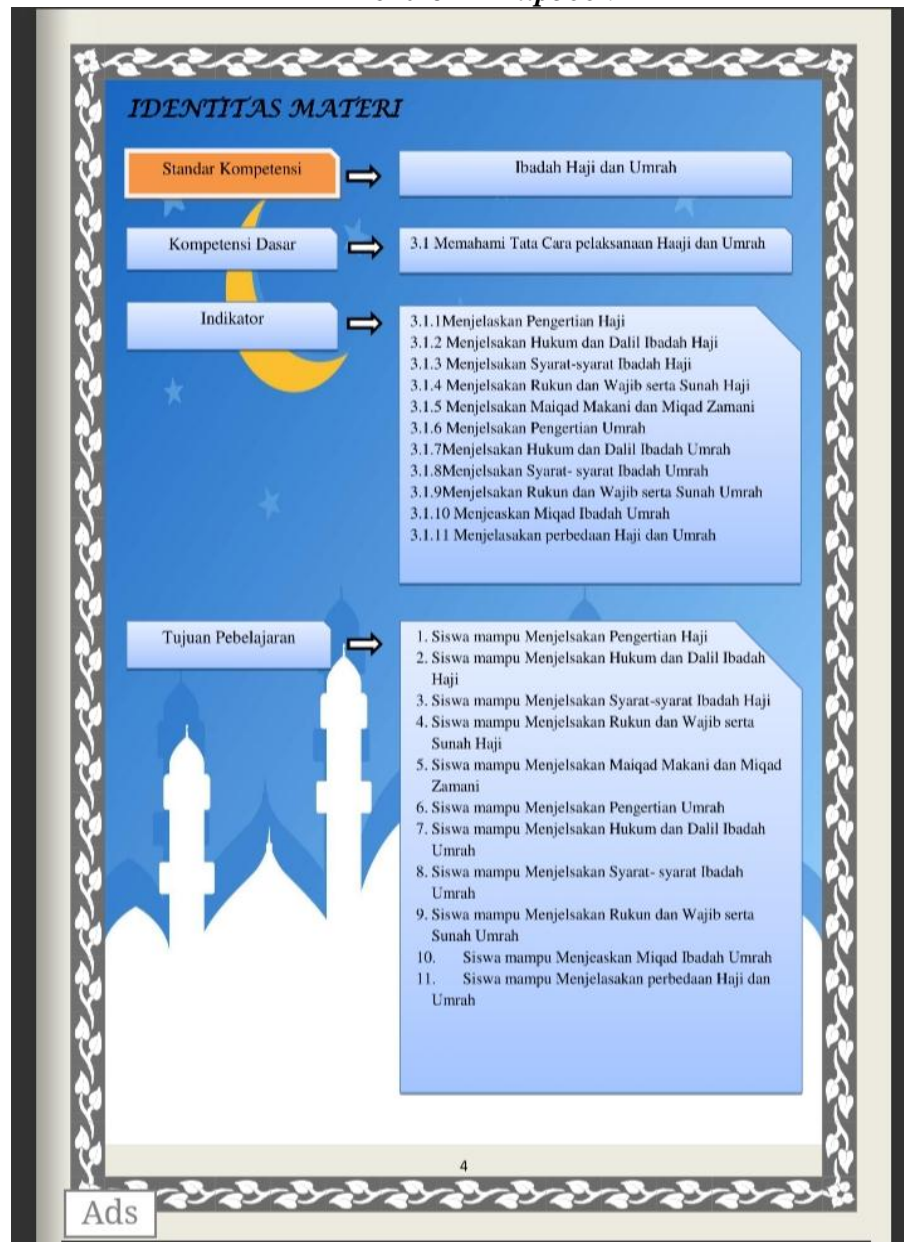 IDENTITAS MATERI
Standar Kompetensi
Ibadah Haji dan Umrah
Kompetensi Dasar
3.1 Memahami Tata Cara pelaksanaan Haaji dan Umrah
Indikator
3.1.1Menjelaskan Pengertian Haji
3.1.2 Menjelsakan Hukum dan Dalil Ibadah Haji
3.1.3 Menjelsakan Syarat-syarat Ibadah Haji
3.1.4 Menjelsakan Rukun dan Wajib serta Sunah Haji
3.1.5 Menjelsakan Maiqad Makani dan Miqad Zamani
3.1.6 Menjelsakan Pengertian Umrah
3.1.7Menjelsakan Hukum dan Dalil Ibadah Umrah
3.1.8Menjelsakan Syarat- syarat Ibadah Umrah
3.1.9Menjelsakan Rukun dan Wajib serta Sunah Umrah
3.1.10 Menjeaskan Miqad Ibadah Umrah
3.1.11 Menjelasakan perbedaan Haji dan Umrah
Tujuan Pebelajaran
1. Siswa mampu Menjelsakan Pengertian Haji
2. Siswa mampu Menjelsakan Hukum dan Dalil Ibadah
Haji
3. Siswa mampu Menjelsakan Syarat-syarat Ibadah Haji
4. Siswa mampu Menjelsakan Rukun dan Wajib serta
Sunah Haji
5. Siswa mampu Menjelsakan Maiqad Makani dan Miqad
Zamani
6. Siswa mampu Menjelsakan Pengertian Umrah
7. Siswa mampu Menjelsakan Hukum dan Dalil Ibadah
Umrah
8. Siswa mampu Menjelsakan Syarat- syarat Ibadah
Umrah
9. Siswa mampu Menjelsakan Rukun dan Wajib serta
Sunah Umrah
10. Siswa mampu Menjeaskan Miqad Ibadah Umrah
11. Siswa mampu Menjelasakan perbedaan Haji dan
Umrah
4
Ads